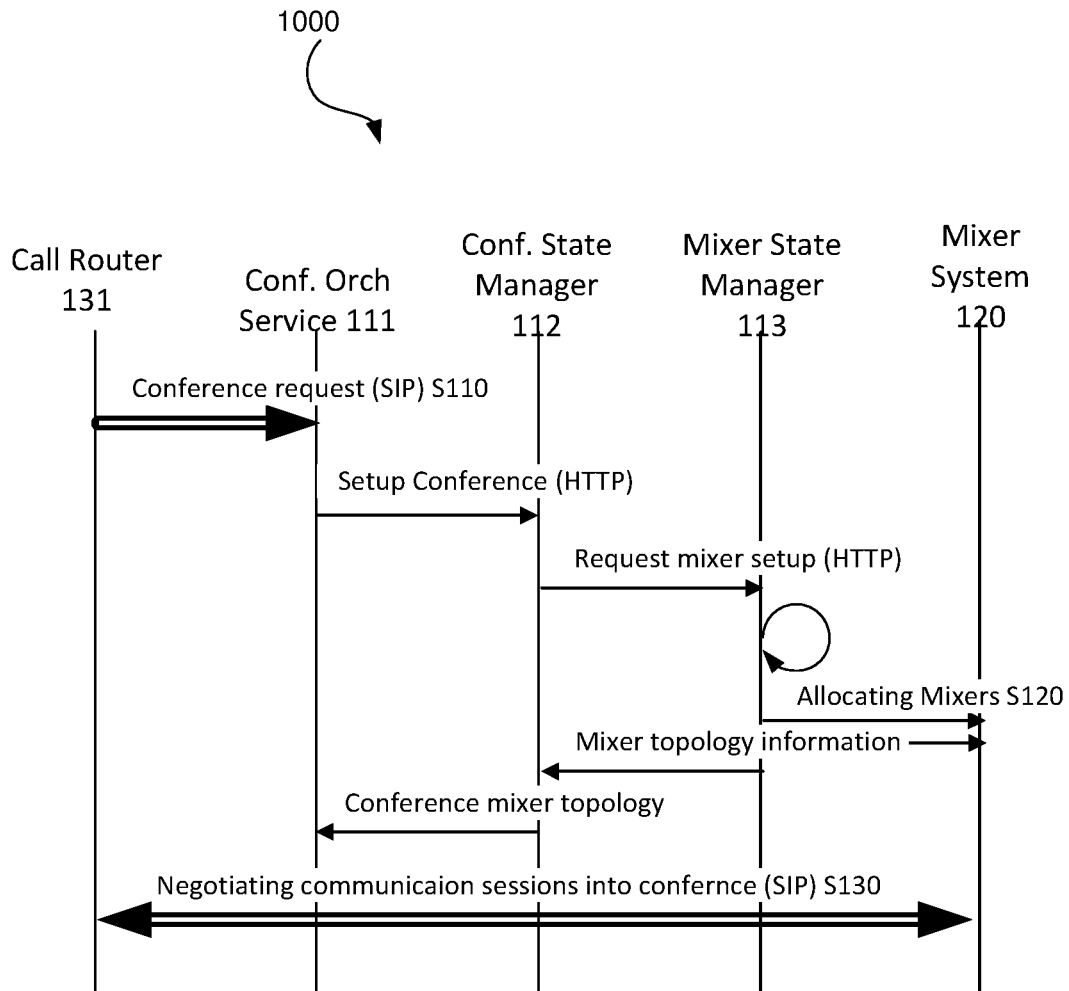 1000
Call Router
131
Conf. Orch
Service 111
Conf. State
Manager
112
Mixer State
Manager
113
Mixer
System
120
Conference request (SIP) S110
Setup Conference (HTTP)
Request mixer setup (HTTP)
Allocating Mixers S120
Mixer topology information
Conference mixer topology
Negotiating communicaion sessions into confernce (SIP) S130